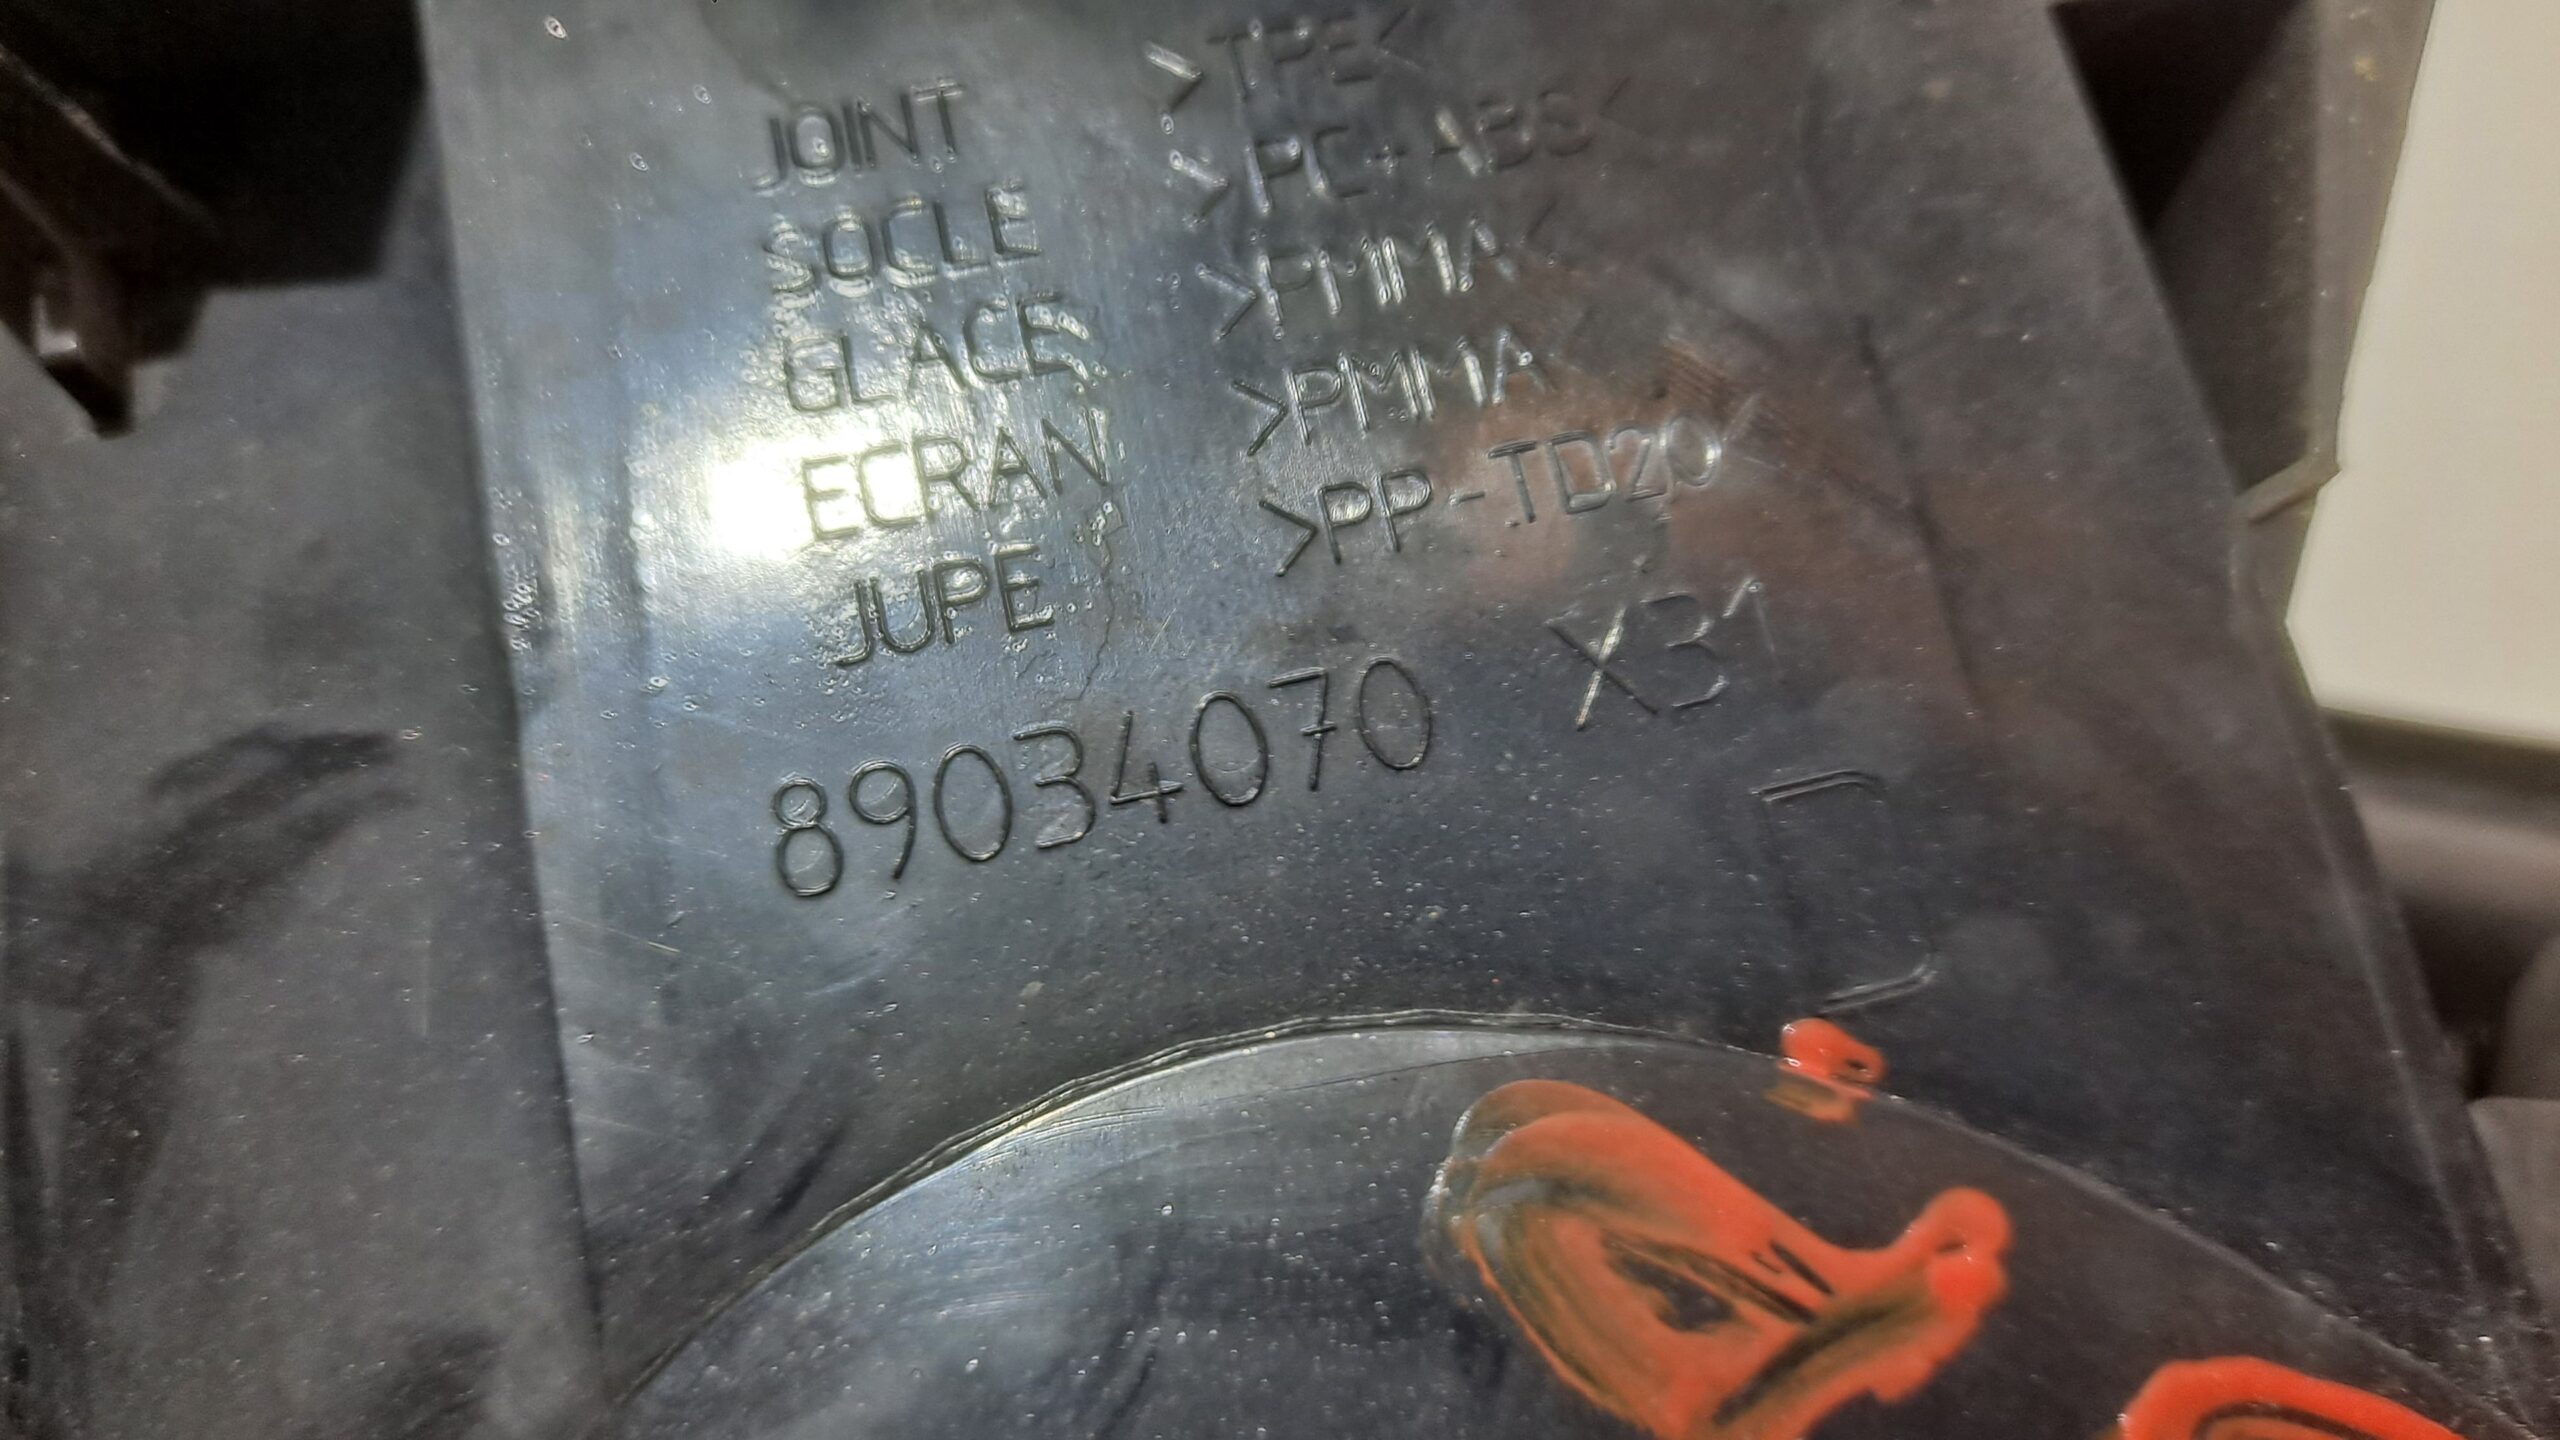 JOINT >TPE<
SOCLE >PC+ABS<
GLACE >PMMA<
ECRAN >PMMA<
JUPE >PP-TD20<
89034070 X31
D